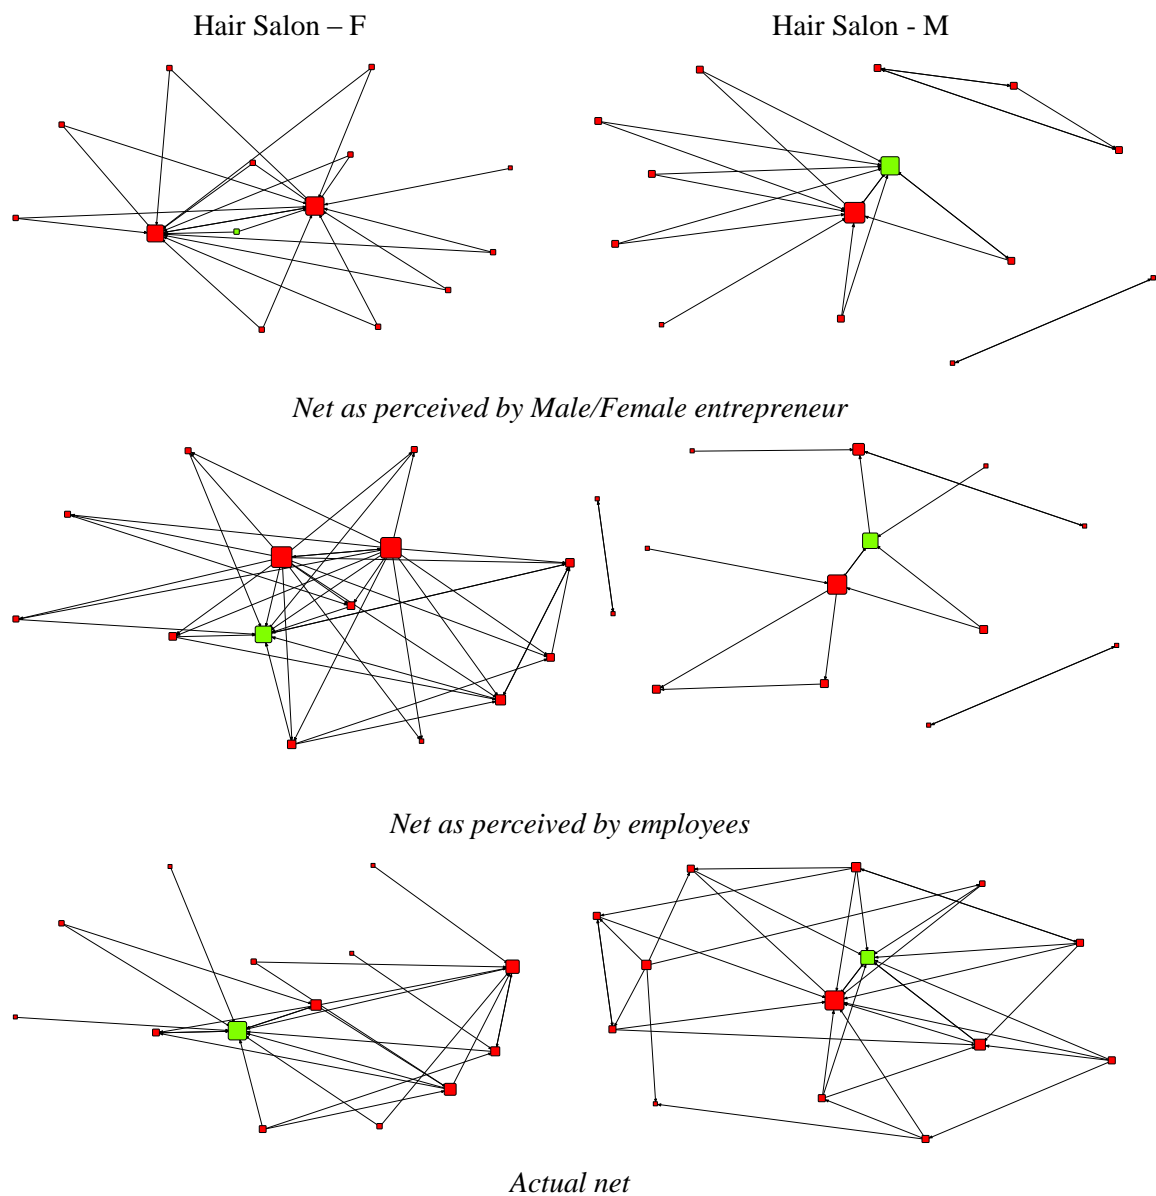 Hair Salon – F
Hair Salon - M
Net as perceived by Male/Female entrepreneur
Net as perceived by employees
Actual net